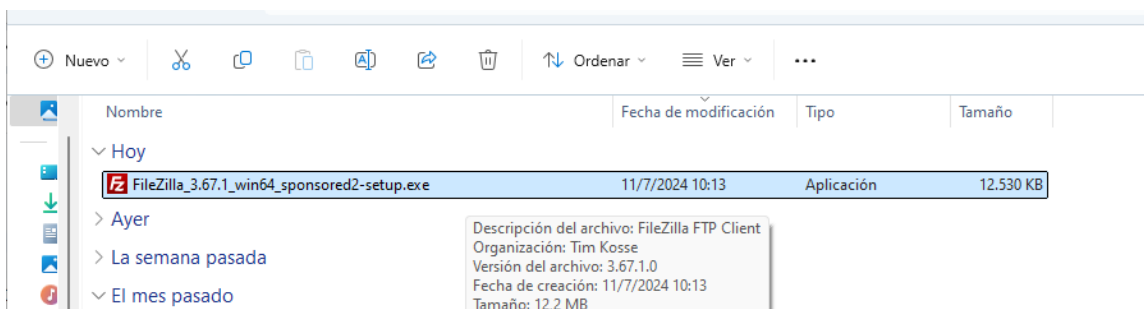 Nuevo Ordenar Ver
Nombre Fecha de modificación Tipo Tamaño
Hoy
FileZilla_3.67.1_win64_sponsored2-setup.exe 11/7/2024 10:13 Aplicación 12.530 KB
Ayer
Descripción del archivo: FileZilla FTP Client
Organización: Tim Kosse
La semana pasada
Versión del archivo: 3.67.1.0
Fecha de creación: 11/7/2024 10:13
El mes pasado
Tamaño: 12,2 MB